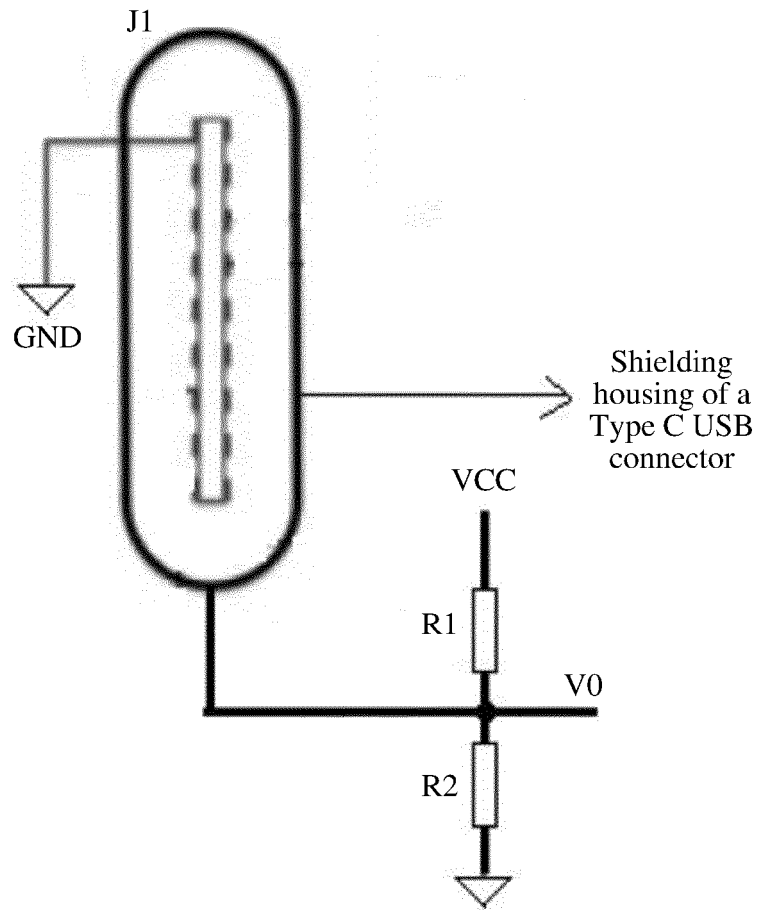 J1
GND
Shielding
housing of a
Type C USB
connector
VCC
R1
V0
R2